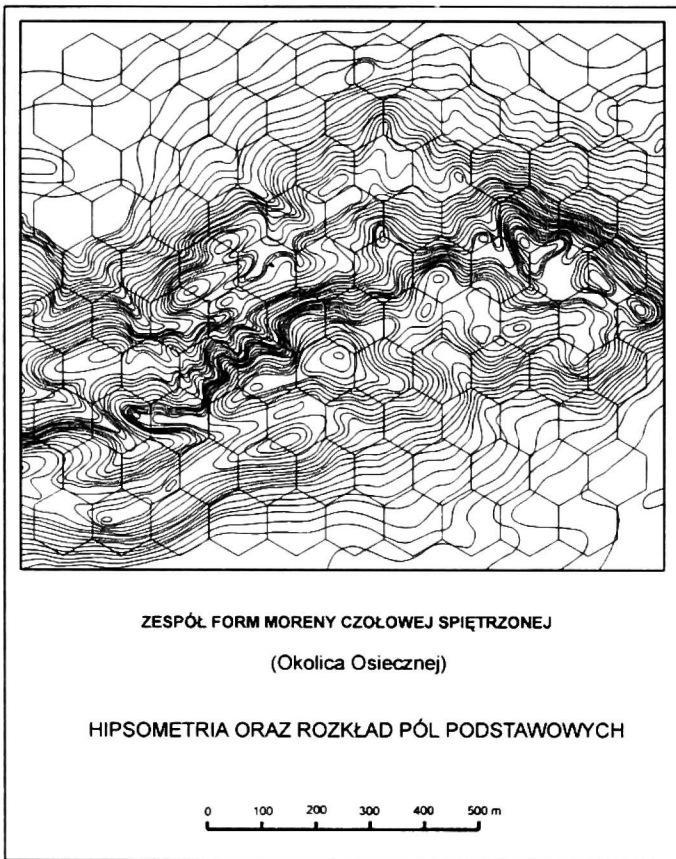 ZESPÓŁ FORM MORENY CZOŁOWEJ SPIĘTRZONEJ
(Okolica Osiecznej)
HIPSOMETRIA ORAZ ROZKŁAD PÓL PODSTAWOWYCH
0 100 200 300 400 500 m